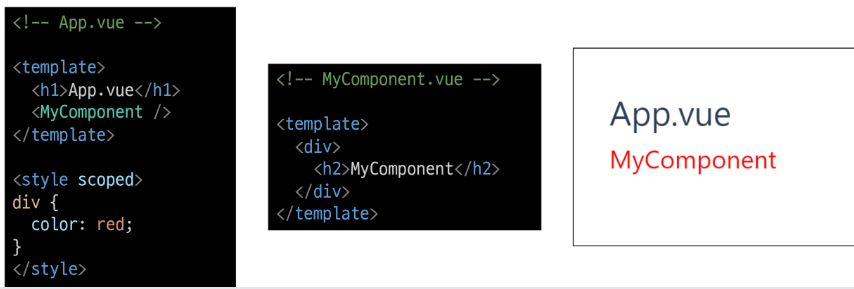 <!-- App.vue -->
<template>
<h1>App.vue</h1>
<MyComponent />
</template>
<style scoped>
div {
color: red;
}
</style>
<!-- MyComponent.vue -->
<template>
<div>
<h2>MyComponent</h2>
</div>
</template>
App.vue
MyComponent